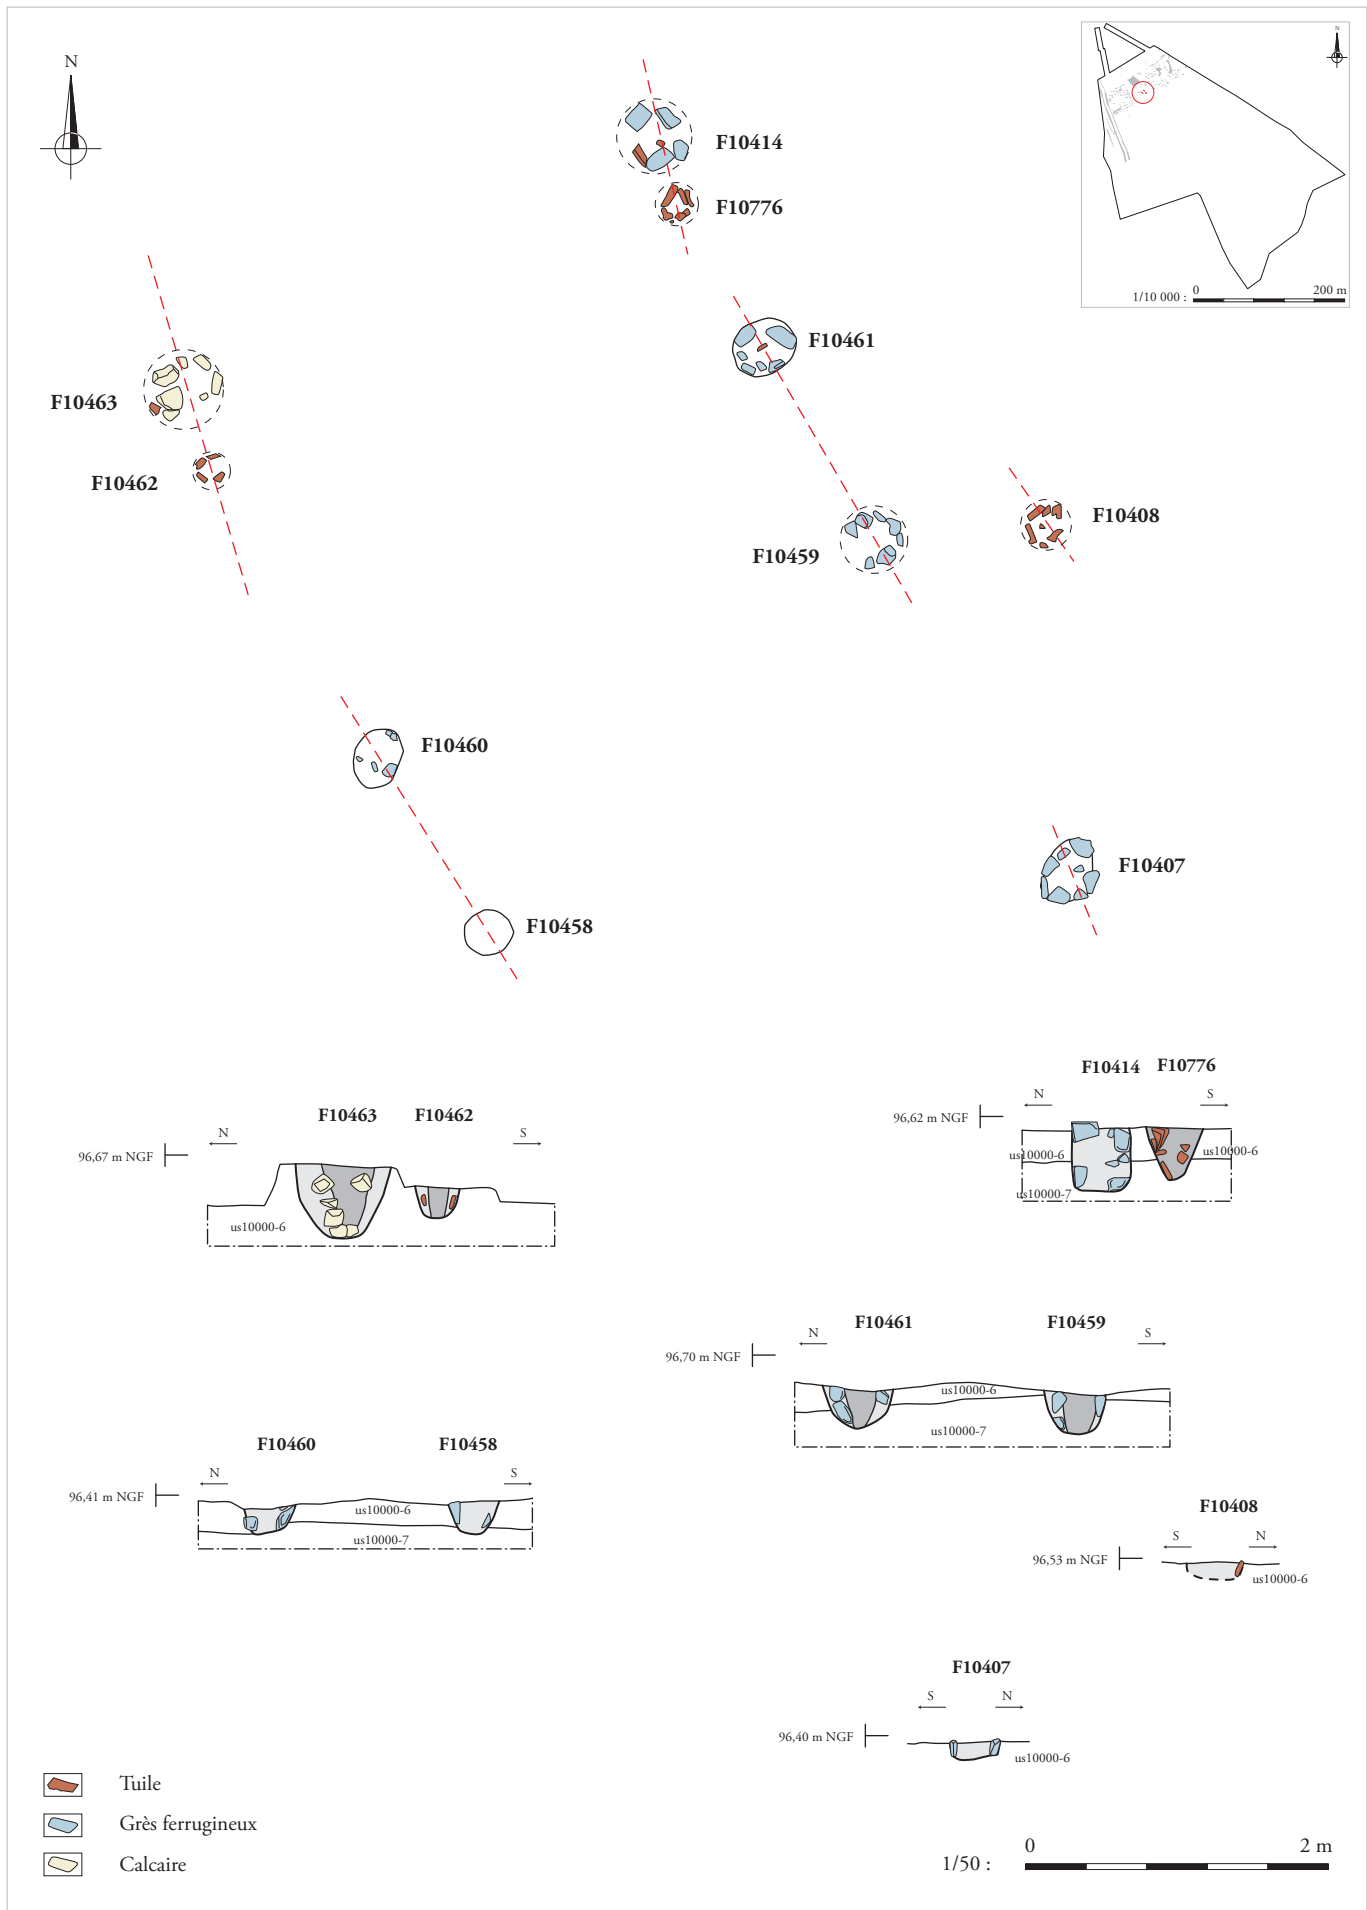 N
N
F10414
F10776
1/10 000 :
0
200 m
F10461
F10463
F10462
F10408
F10459
F10460
F10407
F10458
F10414
F10776
N
S
96,62 m NGF
us10000-6
us10000-6
us10000-7
F10463
F10462
N
S
96,67 m NGF
us10000-6
F10461
F10459
N
S
96,70 m NGF
us10000-6
us10000-7
F10460
F10458
N
S
96,41 m NGF
us10000-6
us10000-7
F10408
S
N
96,53 m NGF
us10000-6
F10407
S
N
96,40 m NGF
us10000-6
Tuile
Grès ferrugineux
Calcaire
1/50 :
0
2 m